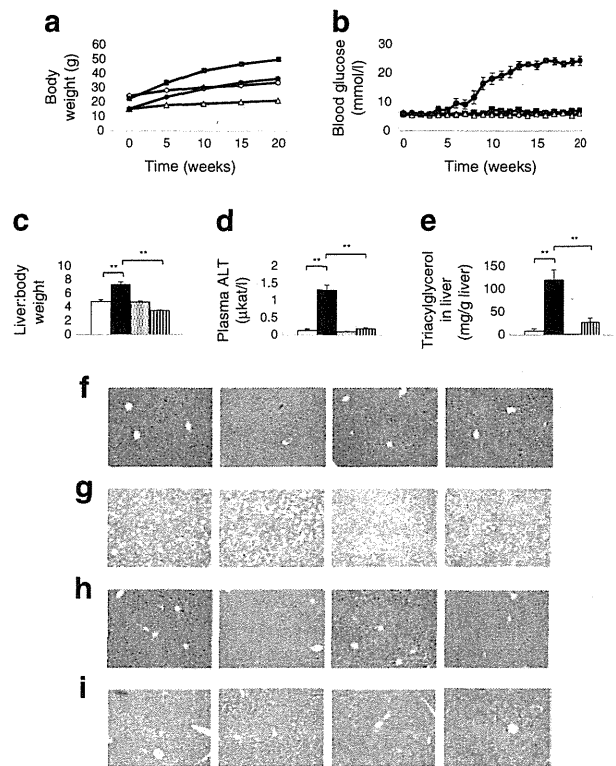 a
b
Body
weight (g)
60
50
40
30
20
10
0
0 5 10 15 20
Time (weeks)
Blood glucose
(mmol/l)
30
20
10
0
0 5 10 15 20
Time (weeks)
c
d
e
Liver:body
weight
10
8
6
4
2
0
**
**
Plasma ALT
(µkat/l)
2
1.5
1
0.5
0
**
**
Triacylglycerol
in liver
(mg/g liver)
150
100
50
0
**
**
f
g
h
i